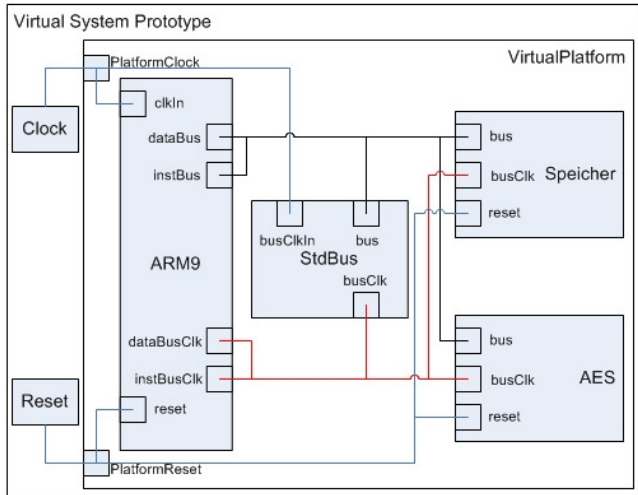 Virtual System Prototype
PlatformClock
VirtualPlatform
Clock
clkIn
dataBus
instBus
ARM9
dataBusClk
instBusClk
reset
busClkIn
bus
StdBus
busClk
bus
busClk
Speicher
reset
bus
busClk
AES
reset
Reset
PlatformReset